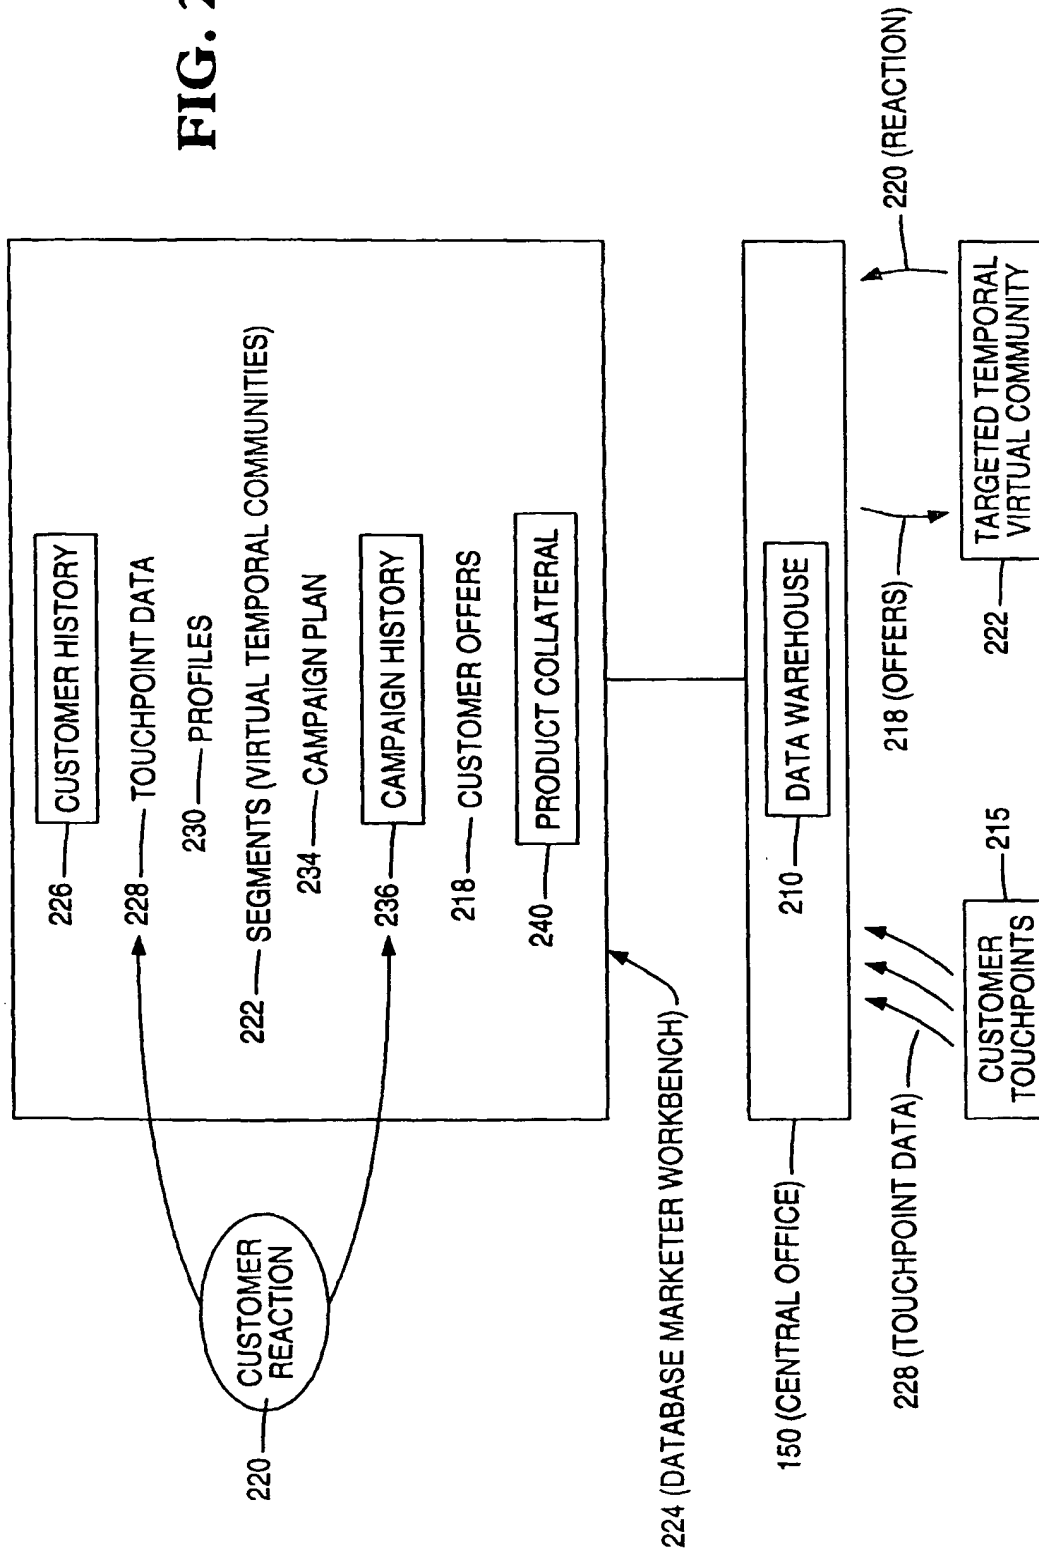 FIG. 2
226
CUSTOMER HISTORY
228
TOUCHPOINT DATA
230
PROFILES
222
SEGMENTS (VIRTUAL TEMPORAL COMMUNITIES)
234
CAMPAIGN PLAN
236
CAMPAIGN HISTORY
218
CUSTOMER OFFERS
240
PRODUCT COLLATERAL
CUSTOMER
REACTION
220
224 (DATABASE MARKETER WORKBENCH)
150 (CENTRAL OFFICE)
210
DATA WAREHOUSE
228 (TOUCHPOINT DATA)
218 (OFFERS)
220 (REACTION)
CUSTOMER
TOUCHPOINTS
215
222
TARGETED TEMPORAL
VIRTUAL COMMUNITY